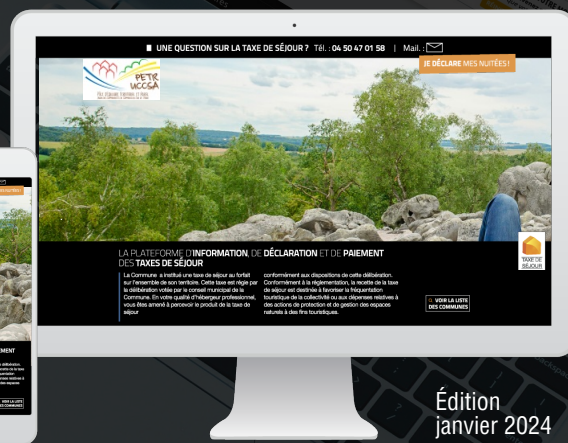 UNE QUESTION SUR LA TAXE DE SÉJOUR ? Tél. : 04 50 47 01 58 | Mail. :
JE DÉCLARE MES NUITÉES !
PETR
UCCSA
LA PLATEFORME D'INFORMATION, DE DÉCLARATION ET DE PAIEMENT
DES TAXES DE SÉJOUR
La Commune a institué une taxe de séjour au forfait
sur l'ensemble de son territoire. Cette taxe est régie par
la délibération votée par le conseil municipal de la
Commune. En votre qualité d'hébergeur professionnel,
vous êtes amené à percevoir le produit de la taxe de
séjour
conformément aux dispositions de cette délibération.
Conformément à la réglementation, la recette de la taxe
de séjour est destinée à favoriser la fréquentation
touristique de la collectivité ou aux dépenses relatives à
des actions de protection et de gestion des espaces
naturels à des fins touristiques.
TAXE DE
SÉJOUR
VOIR LA LISTE
DES COMMUNES
Édition
janvier 2024